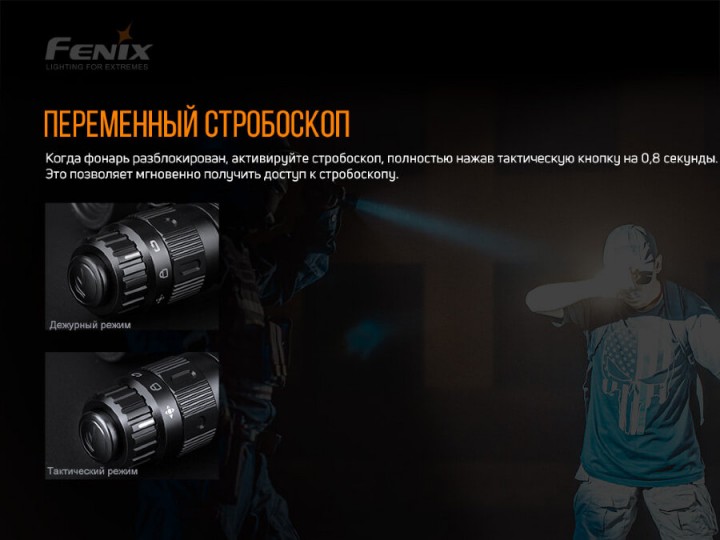 FENIX
LIGHTING FOR EXTREMES
ПЕРЕМЕННЫЙ СТРОБОСКОП
Когда фонарь разблокирован, активируйте стробоскоп, полностью нажав тактическую кнопку на 0,8 секунды.
Это позволяет мгновенно получить доступ к стробоскопу.
Дежурный режим
Тактический режим